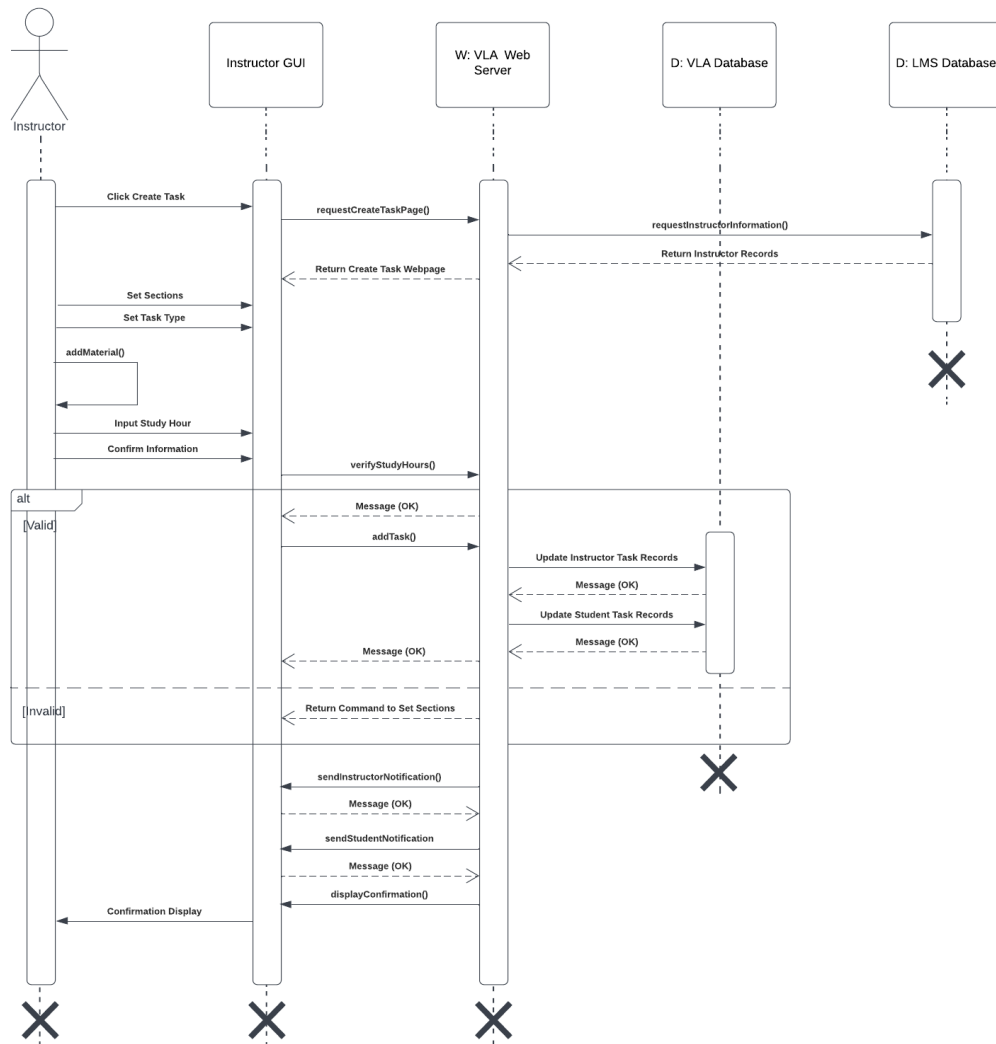 Instructor GUI
W: VLA Web
Server
D: VLA Database
D: LMS Database
Instructor
Click Create Task
requestCreateTaskPage()
requestInstructorInformation()
Return Instructor Records
Return Create Task Webpage
Set Sections
Set Task Type
addMaterial()
Input Study Hour
Confirm Information
verifyStudyHours()
alt
Message (OK)
[Valid]
addTask()
Update Instructor Task Records
Message (OK)
Update Student Task Records
Message (OK)
Message (OK)
[Invalid]
Return Command to Set Sections
sendInstructorNotification()
Message (OK)
sendStudentNotification
Message (OK)
displayConfirmation()
Confirmation Display